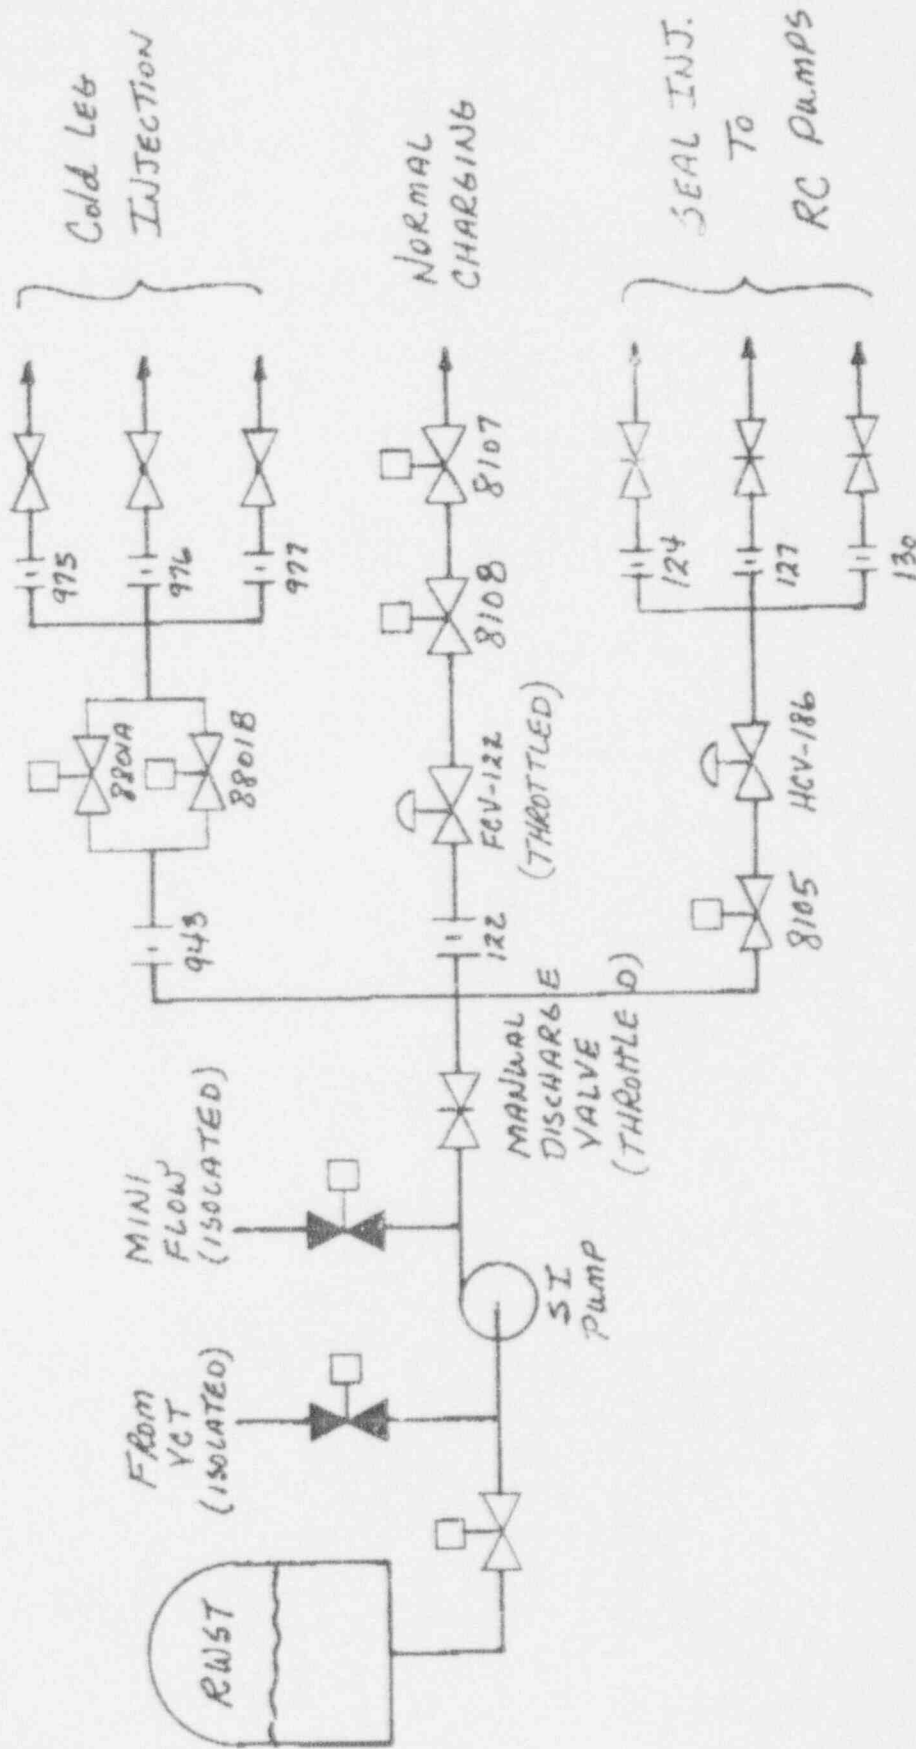 RWST
FROM
VCT
(ISOLATED)
MINI
FLOW
(ISOLATED)
SI
PUMP
MANUAL
DISCHARGE
VALVE
(THROTTLED)
943
8801A
8801B
975
976
977
Cold LEG
INJECTION
122
FCV-122
(THROTTLED)
8108
8107
NORMAL
CHARGING
8105
HCV-186
124
127
130
SEAL INJ.
TO
RC PUMPS